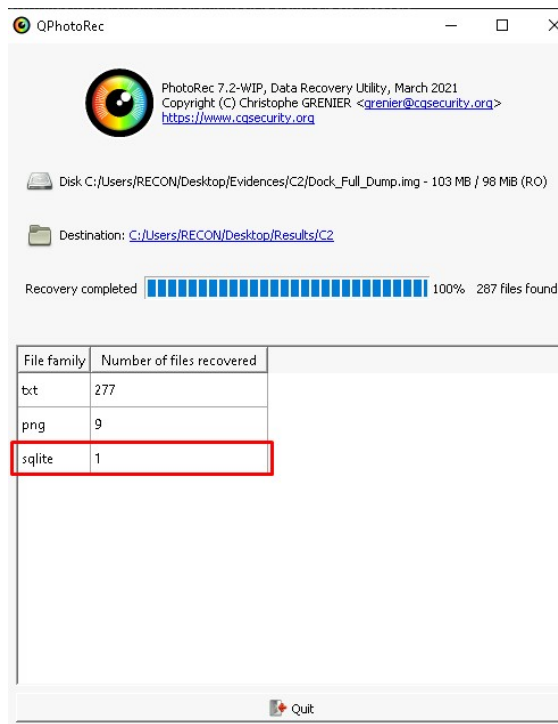 QPhotoRec
PhotoRec 7.2-WIP, Data Recovery Utility, March 2021
Copyright (C) Christophe GRENIER <grenier@cgsecurity.org>
https://www.cgsecurity.org
Disk C:/Users/RECON/Desktop/Evidences/C2/Dock_Full_Dump.img - 103 MB / 98 MiB (RO)
Destination: C:/Users/RECON/Desktop/Results/C2
Recovery completed 100% 287 files found
File family Number of files recovered
txt 277
png 9
sqlite 1
Quit